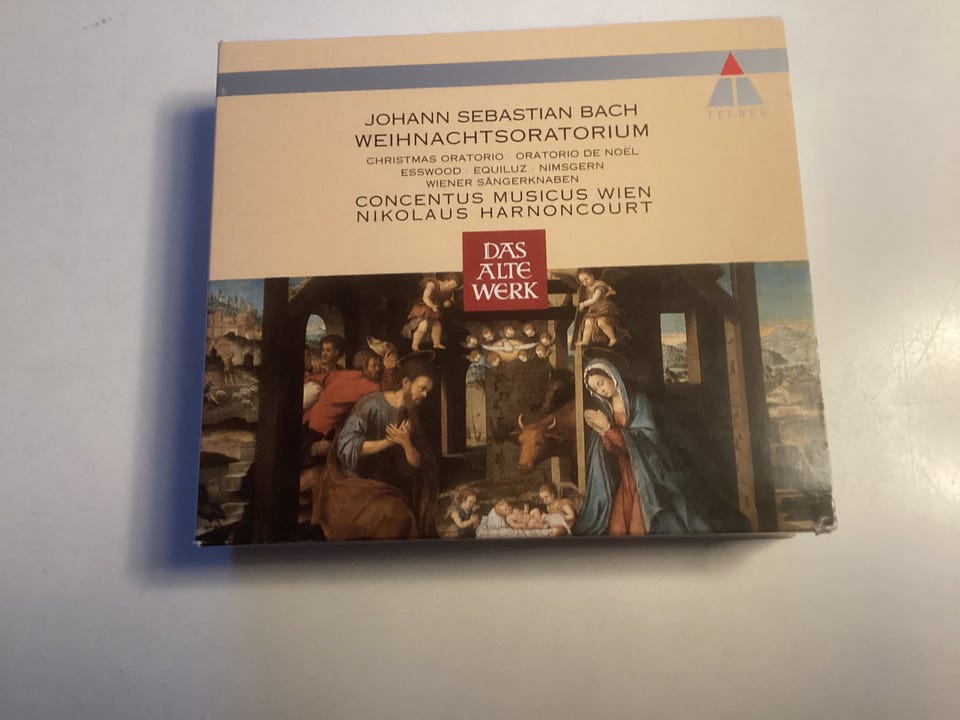 TELDEC
JOHANN SEBASTIAN BACH
WEIHNACHTSORATORIUM
CHRISTMAS ORATORIO · ORATORIO DE NOËL
ESSWOOD · EQUILUZ · NIMSGERN
WIENER SÄNGERKNABEN
CONCENTUS MUSICUS WIEN
NIKOLAUS HARNONCOURT
DAS
ALTE
WERK